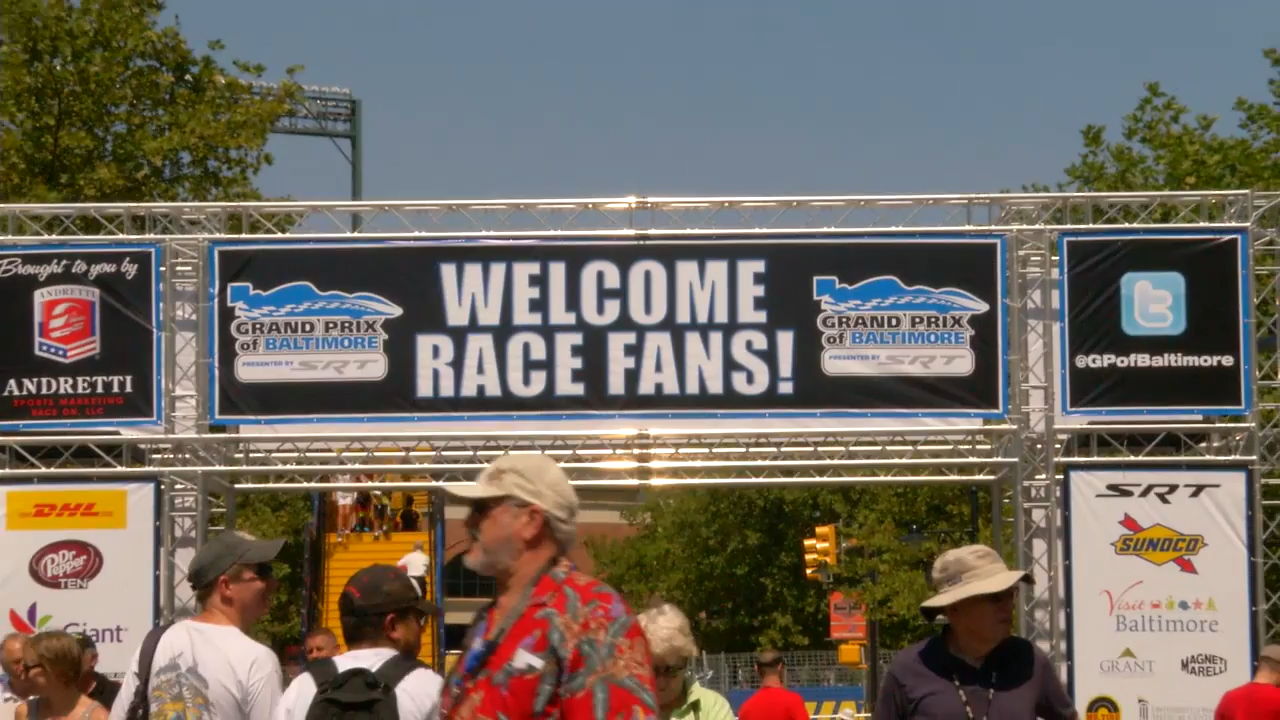 Brought to you by
ANDRETTI
ANDRETTI
SPORTS MARKETING
RACE ON, LLC
GRAND PRIX
of BALTIMORE
PRESENTED BY SRT
WELCOME
RACE FANS!
GRAND PRIX
of BALTIMORE
PRESENTED BY SRT
@GPofBaltimore
DHL
Dr Pepper
TEN
Giant
SRT
SUNOCO
Visit
Baltimore
GRANT
MAGNETI
MARELLI